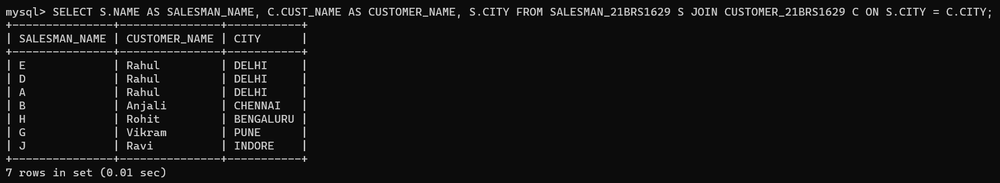 mysql> SELECT S.NAME AS SALESMAN_NAME, C.CUST_NAME AS CUSTOMER_NAME, S.CITY FROM SALESMAN_21BRS1629 S JOIN CUSTOMER_21BRS1629 C ON S.CITY = C.CITY;
+---------------+---------------+-----------+
| SALESMAN_NAME | CUSTOMER_NAME | CITY      |
+---------------+---------------+-----------+
| E             | Rahul         | DELHI     |
| D             | Rahul         | DELHI     |
| A             | Rahul         | DELHI     |
| B             | Anjali        | CHENNAI   |
| H             | Rohit         | BENGALURU |
| G             | Vikram        | PUNE      |
| J             | Ravi          | INDORE    |
+---------------+---------------+-----------+
7 rows in set (0.01 sec)